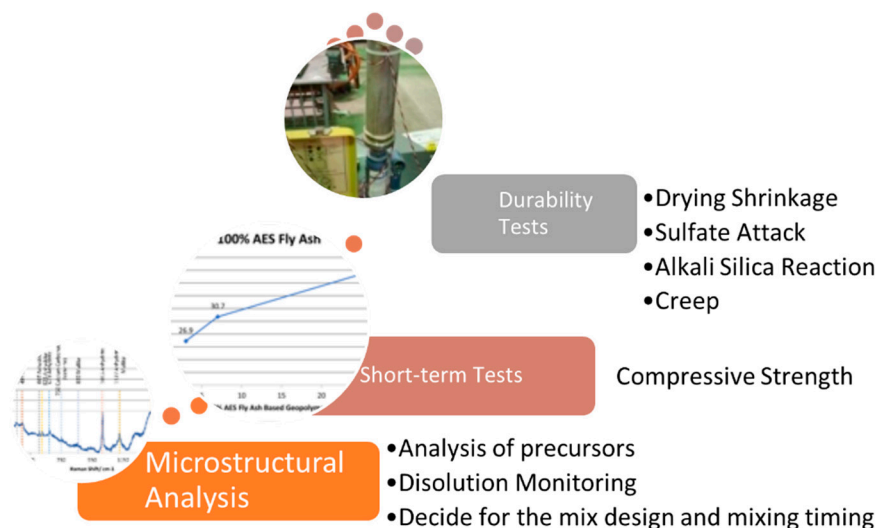 Durability
Tests
•Drying Shrinkage
•Sulfate Attack
•Alkali Silica Reaction
•Creep
100% AES Fly Ash
30.7
26.9
5
10
15
20
% AES Fly Ash Based Geopolym
Short-term Tests
Compressive Strength
Raman Shift/ cm-1
Microstructural
Analysis
•Analysis of precursors
•Disolution Monitoring
•Decide for the mix design and mixing timing